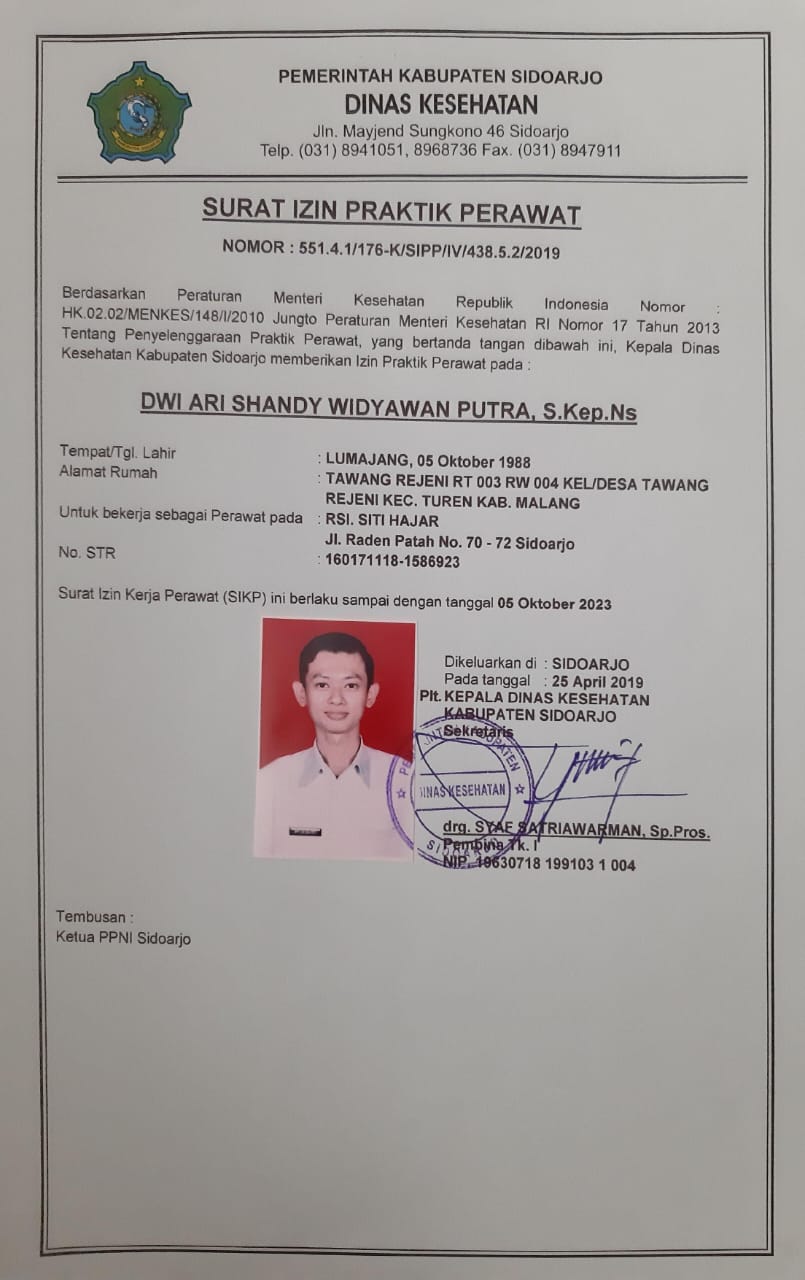 PEMERINTAH KABUPATEN SIDOARJO
DINAS KESEHATAN
Jln. Mayjend Sungkono 46 Sidoarjo
Telp. (031) 8941051, 8968736 Fax. (031) 8947911
SURAT IZIN PRAKTIK PERAWAT
NOMOR : 551.4.1/176-K/SIPP/IV/438.5.2/2019
Berdasarkan Peraturan Menteri Kesehatan Republik Indonesia Nomor :
HK.02.02/MENKES/148/I/2010 Jungto Peraturan Menteri Kesehatan RI Nomor 17 Tahun 2013
Tentang Penyelenggaraan Praktik Perawat, yang bertanda tangan dibawah ini, Kepala Dinas
Kesehatan Kabupaten Sidoarjo memberikan Izin Praktik Perawat pada :
DWI ARI SHANDY WIDYAWAN PUTRA, S.Kep.Ns
Tempat/Tgl. Lahir : LUMAJANG, 05 Oktober 1988
Alamat Rumah : TAWANG REJENI RT 003 RW 004 KEL/DESA TAWANG
REJENI KEC. TUREN KAB. MALANG
Untuk bekerja sebagai Perawat pada : RSI. SITI HAJAR
Jl. Raden Patah No. 70 - 72 Sidoarjo
No. STR : 160171118-1586923
Surat Izin Kerja Perawat (SIKP) ini berlaku sampai dengan tanggal 05 Oktober 2023
Dikeluarkan di : SIDOARJO
Pada tanggal : 25 April 2019
Plt. KEPALA DINAS KESEHATAN
KABUPATEN SIDOARJO
Sekretaris
DINAS KESEHATAN
SIDOARJO
drg. SYAF SATRIAWARMAN, Sp.Pros.
Pembina Tk. I
NIP. 19630718 199103 1 004
Tembusan :
Ketua PPNI Sidoarjo